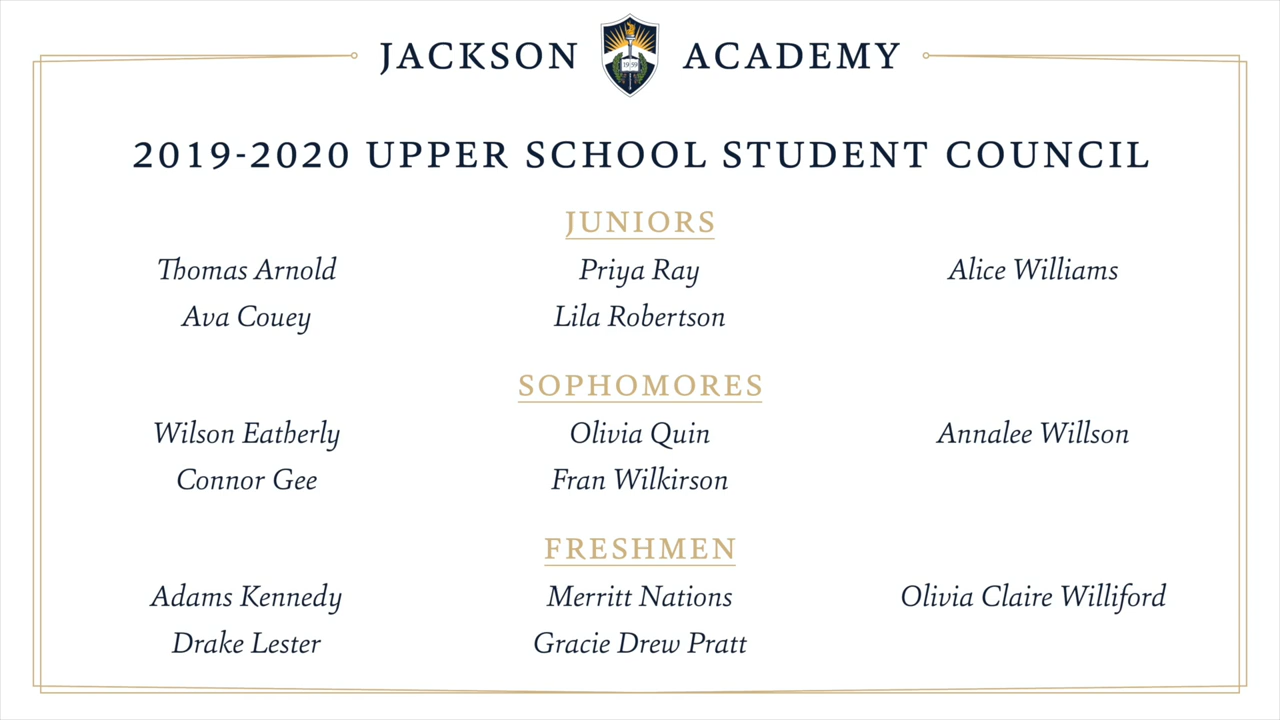 JACKSON ACADEMY
1959
2019-2020 UPPER SCHOOL STUDENT COUNCIL
JUNIORS
Thomas Arnold Priya Ray Alice Williams
Ava Couey Lila Robertson
SOPHOMORES
Wilson Eatherly Olivia Quin Annalee Willson
Connor Gee Fran Wilkirson
FRESHMEN
Adams Kennedy Merritt Nations Olivia Claire Williford
Drake Lester Gracie Drew Pratt